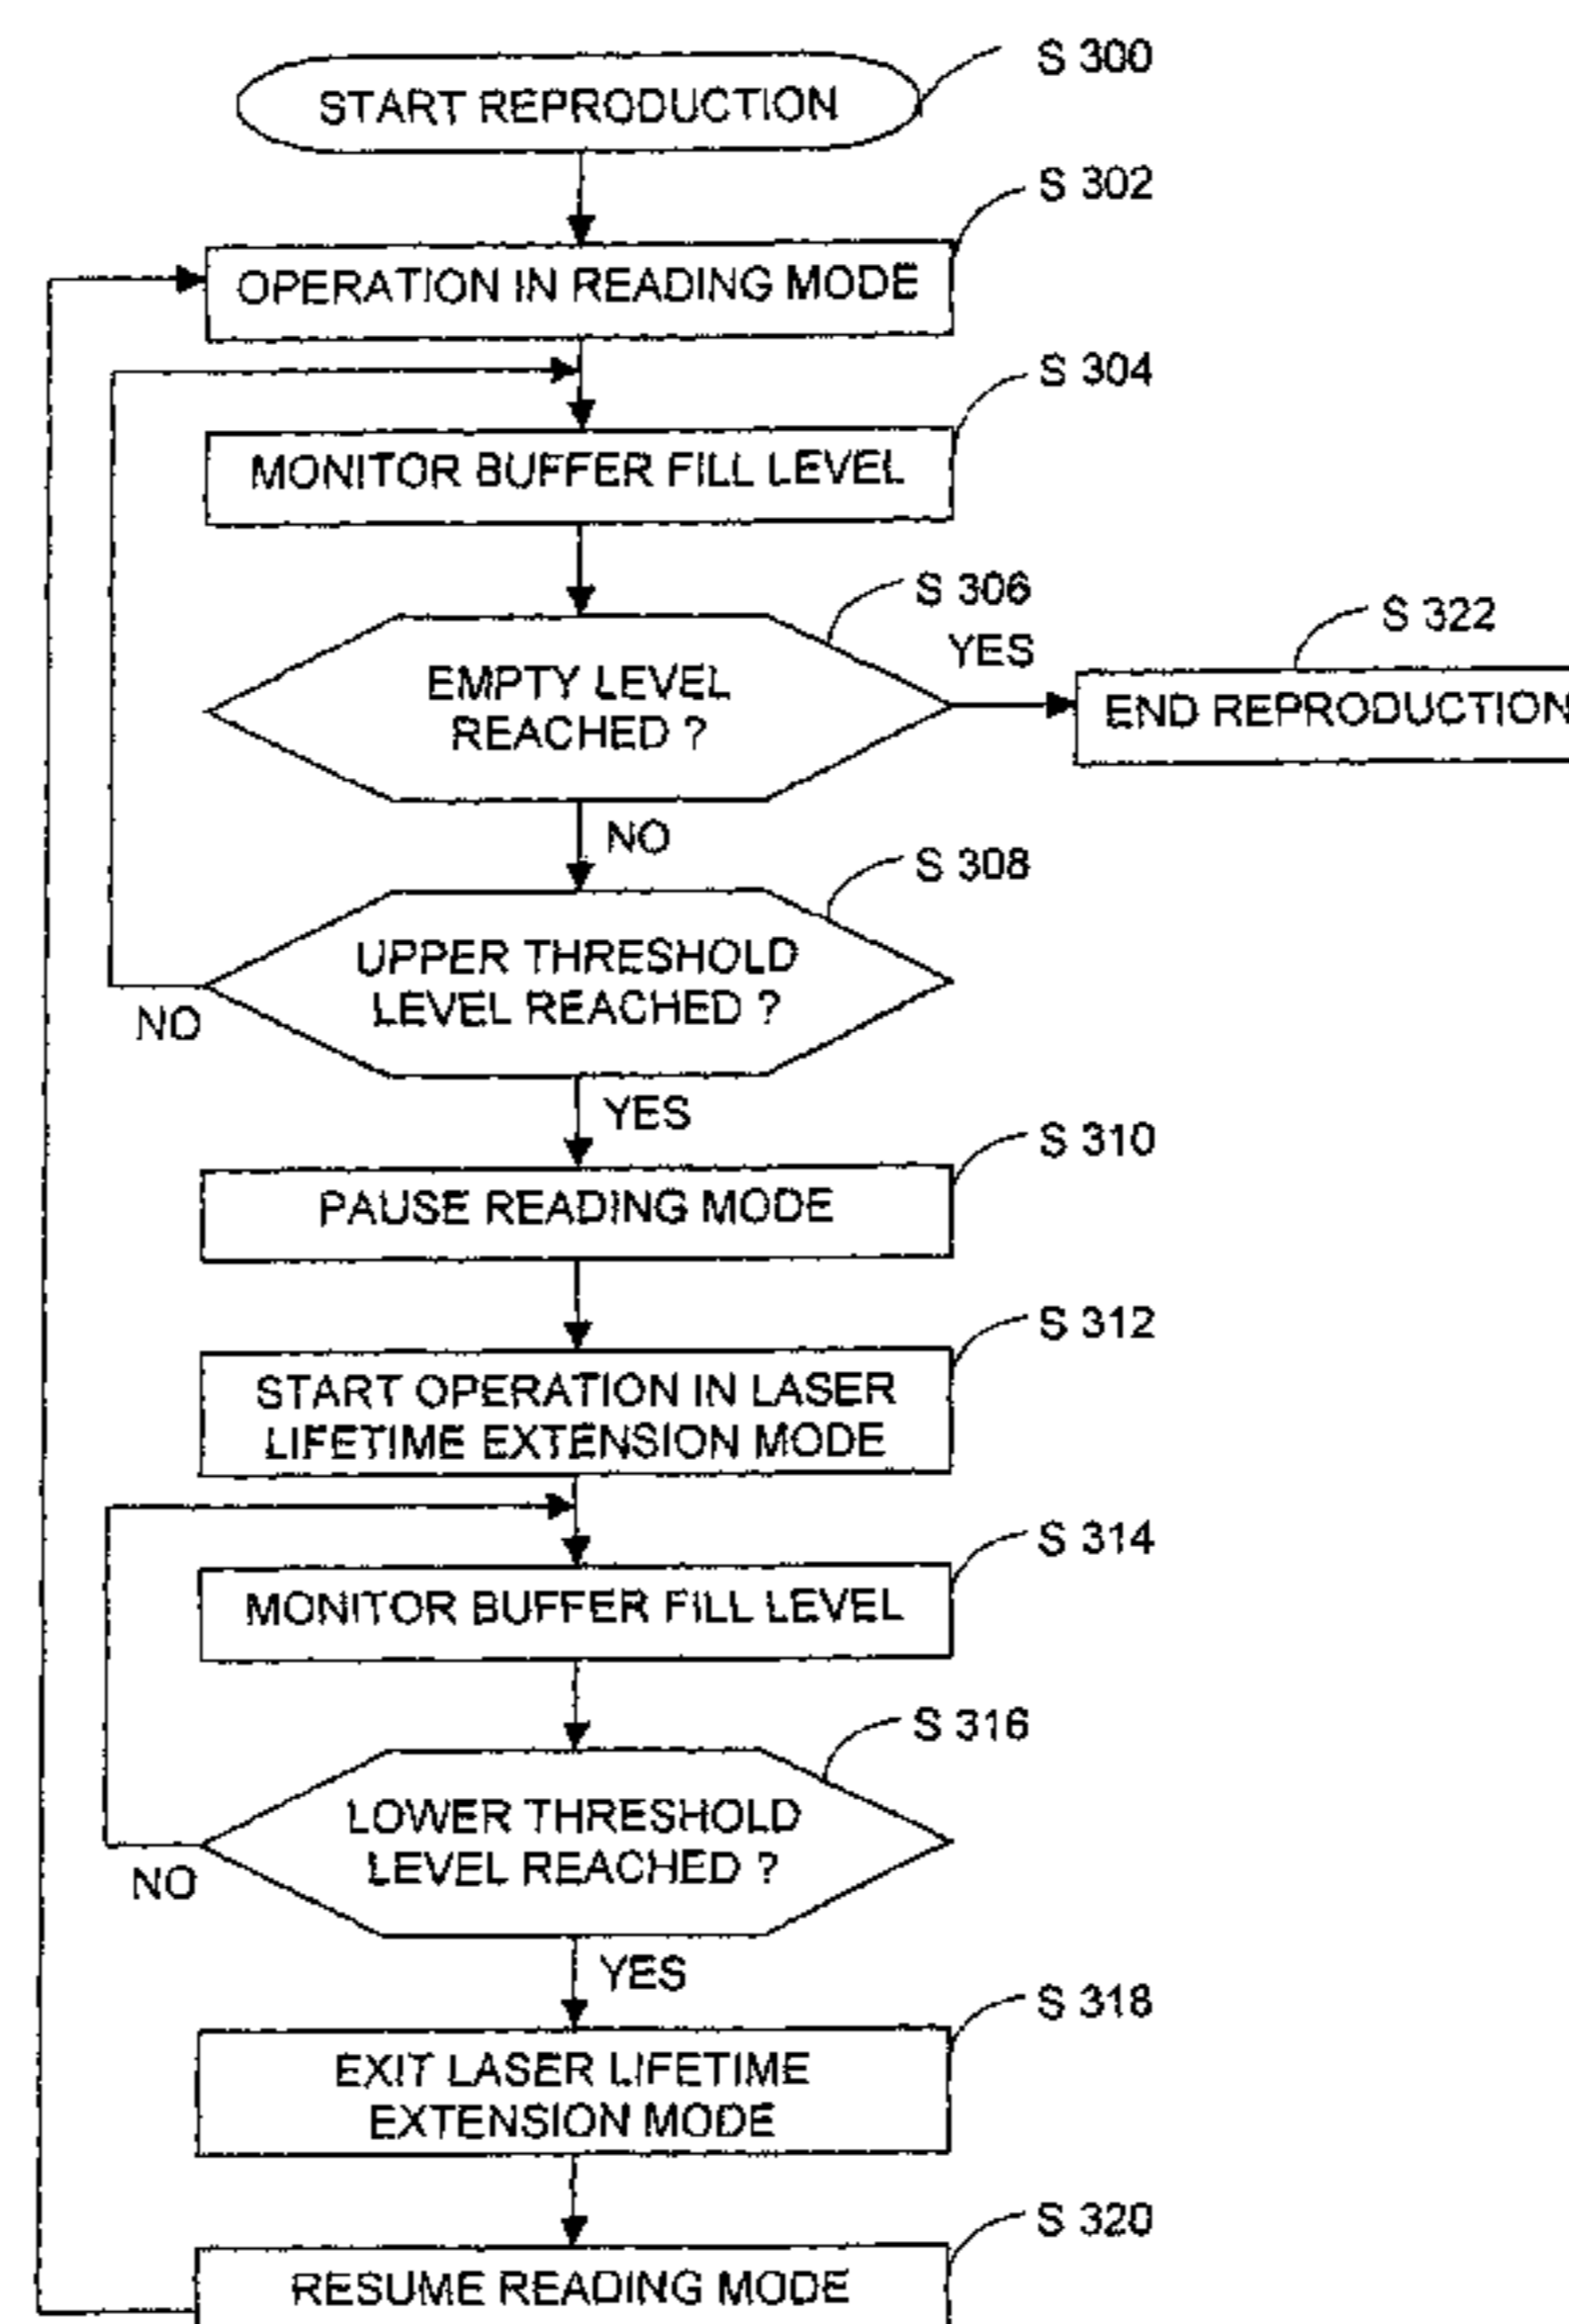 S 300
START REPRODUCTION
S 302
OPERATION IN READING MODE
S 304
MONITOR BUFFER FILL LEVEL
S 306
YES
S 322
EMPTY LEVEL
REACHED ?
END REPRODUCTION
NO
S 308
UPPER THRESHOLD
LEVEL REACHED ?
NO
YES
S 310
PAUSE READING MODE
S 312
START OPERATION IN LASER
LIFETIME EXTENSION MODE
S 314
MONITOR BUFFER FILL LEVEL
S 316
LOWER THRESHOLD
LEVEL REACHED ?
NO
YES
S 318
EXIT LASER LIFETIME
EXTENSION MODE
S 320
RESUME READING MODE